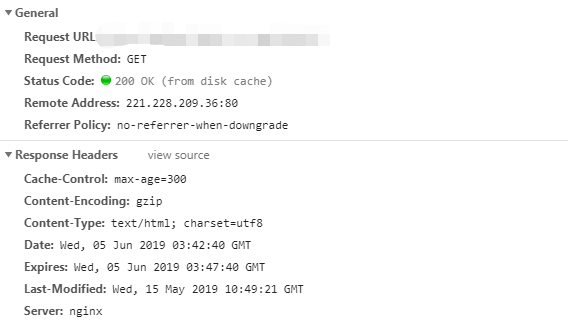 General
Request URL
Request Method: GET
Status Code: 200 OK (from disk cache)
Remote Address: 221.228.209.36:80
Referrer Policy: no-referrer-when-downgrade
Response Headers view source
Cache-Control: max-age=300
Content-Encoding: gzip
Content-Type: text/html; charset=utf8
Date: Wed, 05 Jun 2019 03:42:40 GMT
Expires: Wed, 05 Jun 2019 03:47:40 GMT
Last-Modified: Wed, 15 May 2019 10:49:21 GMT
Server: nginx